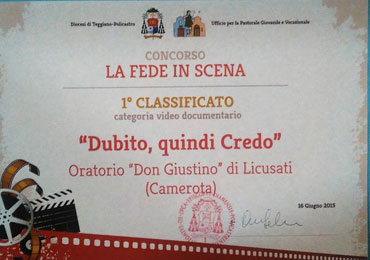 Diocesi di Teggiano-Policastro
Ufficio per la Pastorale Giovanile e Vocazionale
CONCORSO
LA FEDE IN SCENA
1° CLASSIFICATO
categoria video documentario
“Dubito, quindi Credo”
Oratorio “Don Giustino” di Licusati
(Camerota)
16 Giugno 2015